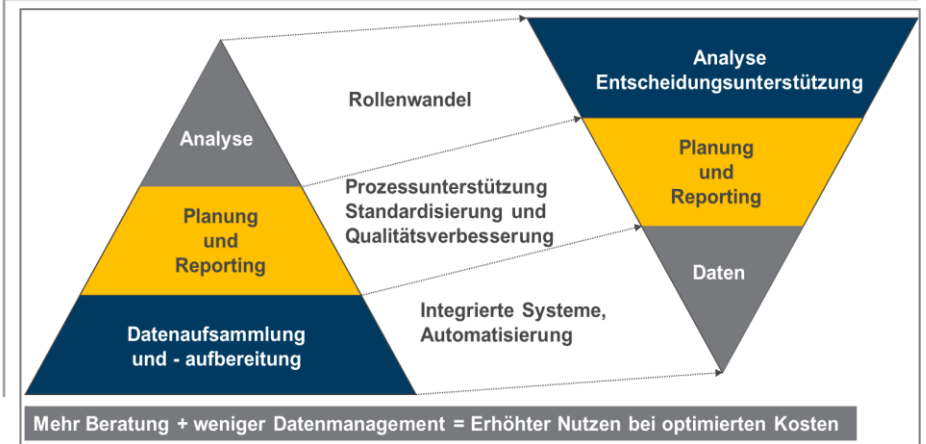 Analyse
Planung
und
Reporting
Datenaufsammlung
und - aufbereitung
Rollenwandel
Prozessunterstützung
Standardisierung und
Qualitätsverbesserung
Integrierte Systeme,
Automatisierung
Analyse
Entscheidungsunterstützung
Planung
und
Reporting
Daten
Mehr Beratung + weniger Datenmanagement = Erhöhter Nutzen bei optimierten Kosten